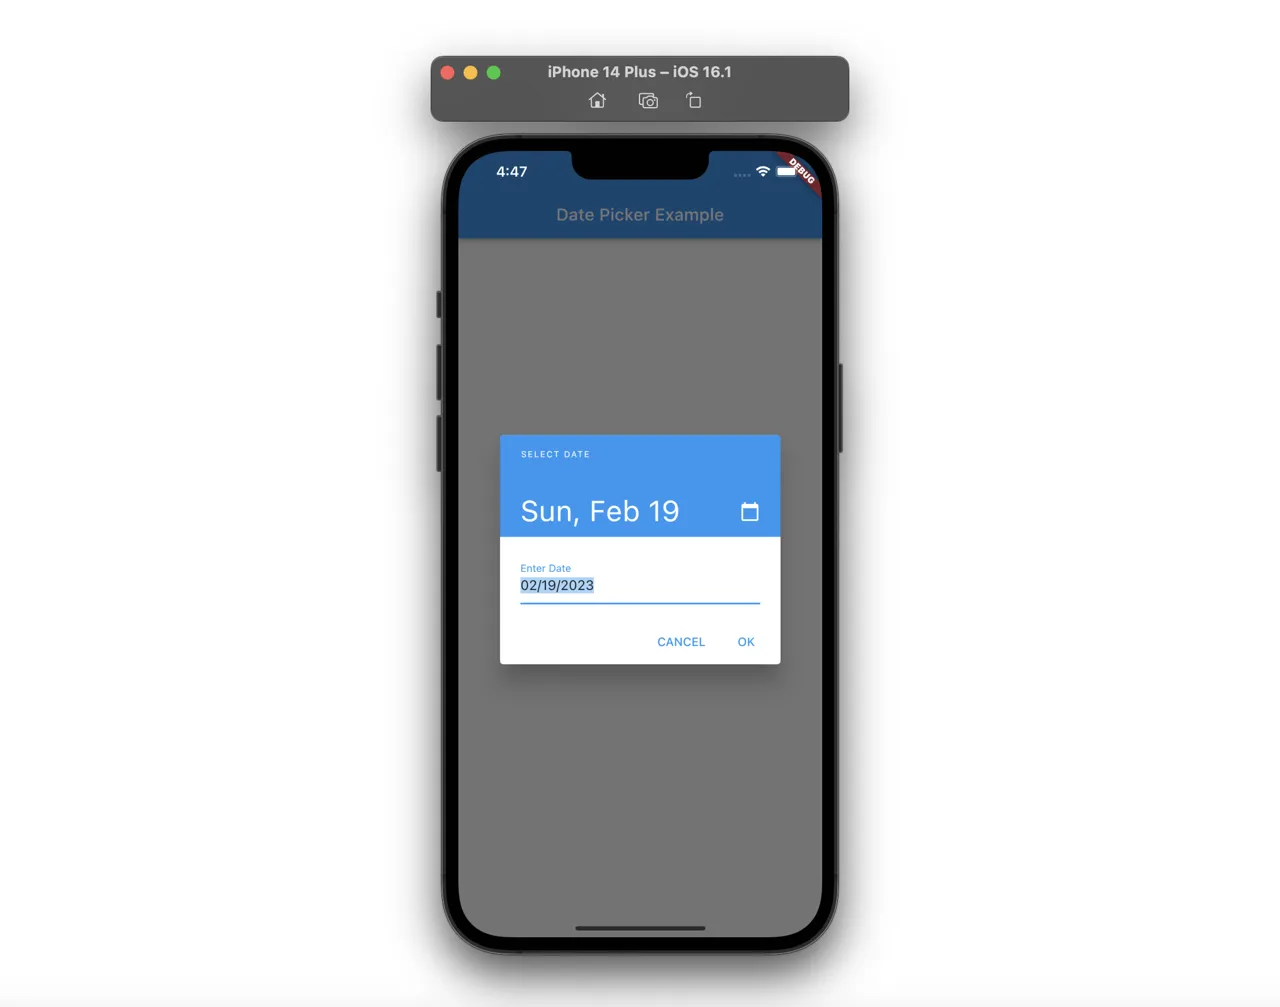 iPhone 14 Plus – iOS 16.1
4:47
DEBUG
Date Picker Example
SELECT DATE
Sun, Feb 19
Enter Date
02/19/2023
CANCEL OK